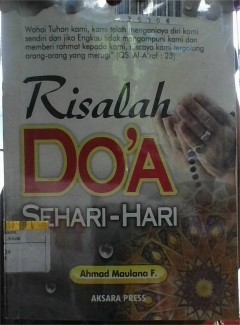 "Wahai Tuhan kami, kami telah menganiaya diri kami
sendiri dan jika Engkau tidak mengampuni kami dan
memberi rahmat kepada kami, niscaya kami tergolong
orang-orang yang merugi" (QS. Al-A'raf : 23)
Risalah
DO'A
SEHARI-HARI
Ahmad Maulana F.
AKSARA PRESS